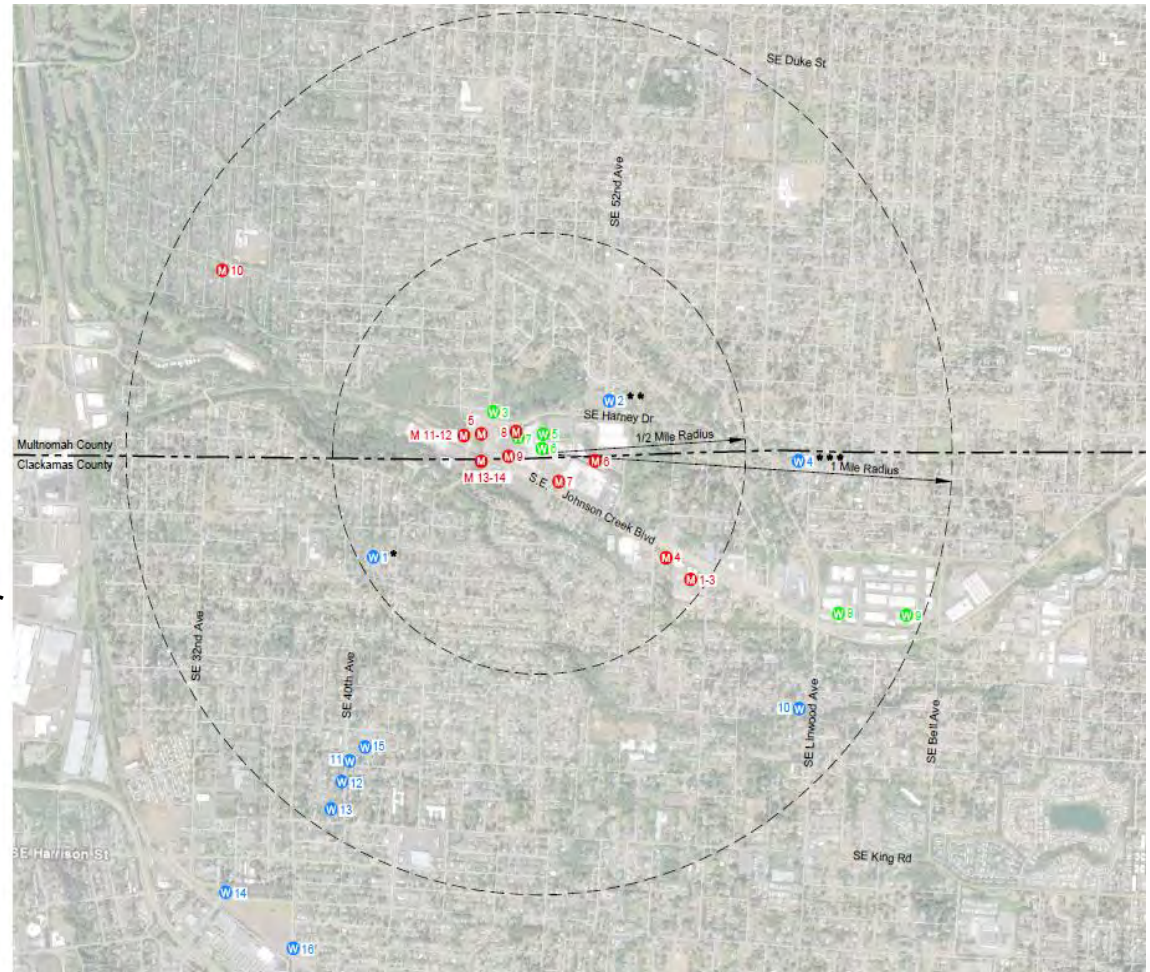 SE Duke St
SE 52nd Ave
M 10
W 3
W 2 **
SE Harney Dr
5
M 11-12 M
M
8 M
W 7
W 5
W 6
1/2 Mile Radius
Multnomah County
Clackamas County
M 9
M 6
W 4 ***
1 Mile Radius
M
M 13-14
M 7
S.E. Johnson Creek Blvd
W 1 *
M 4
M 1-3
W 8
W 9
SE 32nd Ave
SE 40th Ave
10 W
SE Linwood Ave
SE Bell Ave
W 15
11 W
W 12
W 13
SE Harrison St
SE King Rd
W 14
W 16